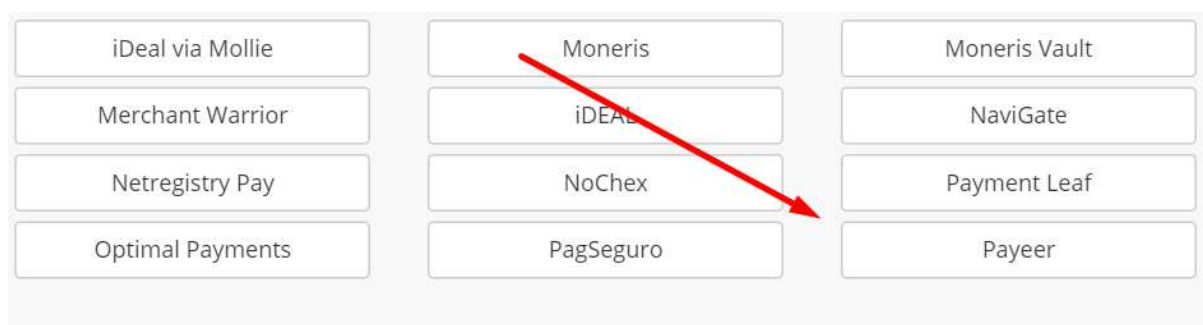 iDeal via Mollie Moneris Moneris Vault
Merchant Warrior iDEAL NaviGate
Netregistry Pay NoChex Payment Leaf
Optimal Payments PagSeguro Payeer